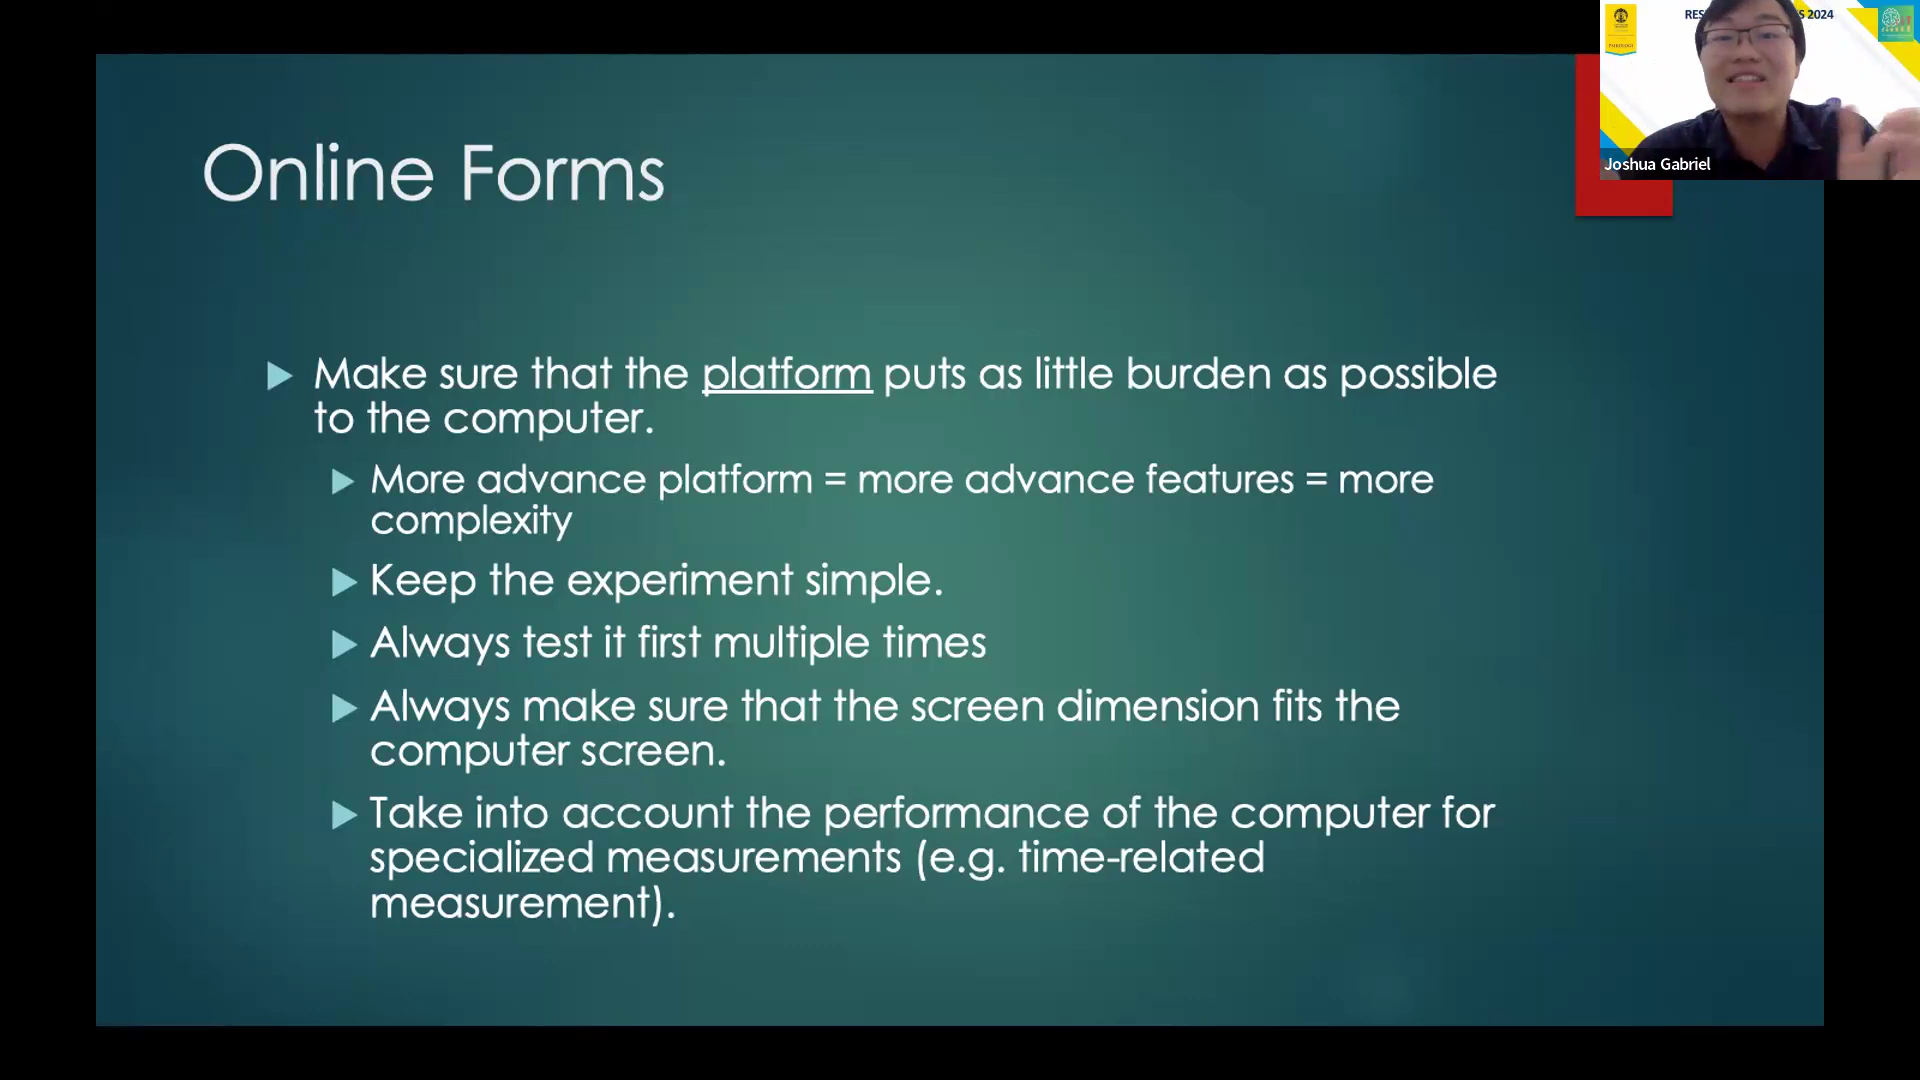 Online Forms
Make sure that the platform puts as little burden as possible
to the computer.
More advance platform = more advance features = more
complexity
Keep the experiment simple.
Always test it first multiple times
Always make sure that the screen dimension fits the
computer screen.
Take into account the performance of the computer for
specialized measurements (e.g. time-related
measurement).
2024
Joshua Gabriel